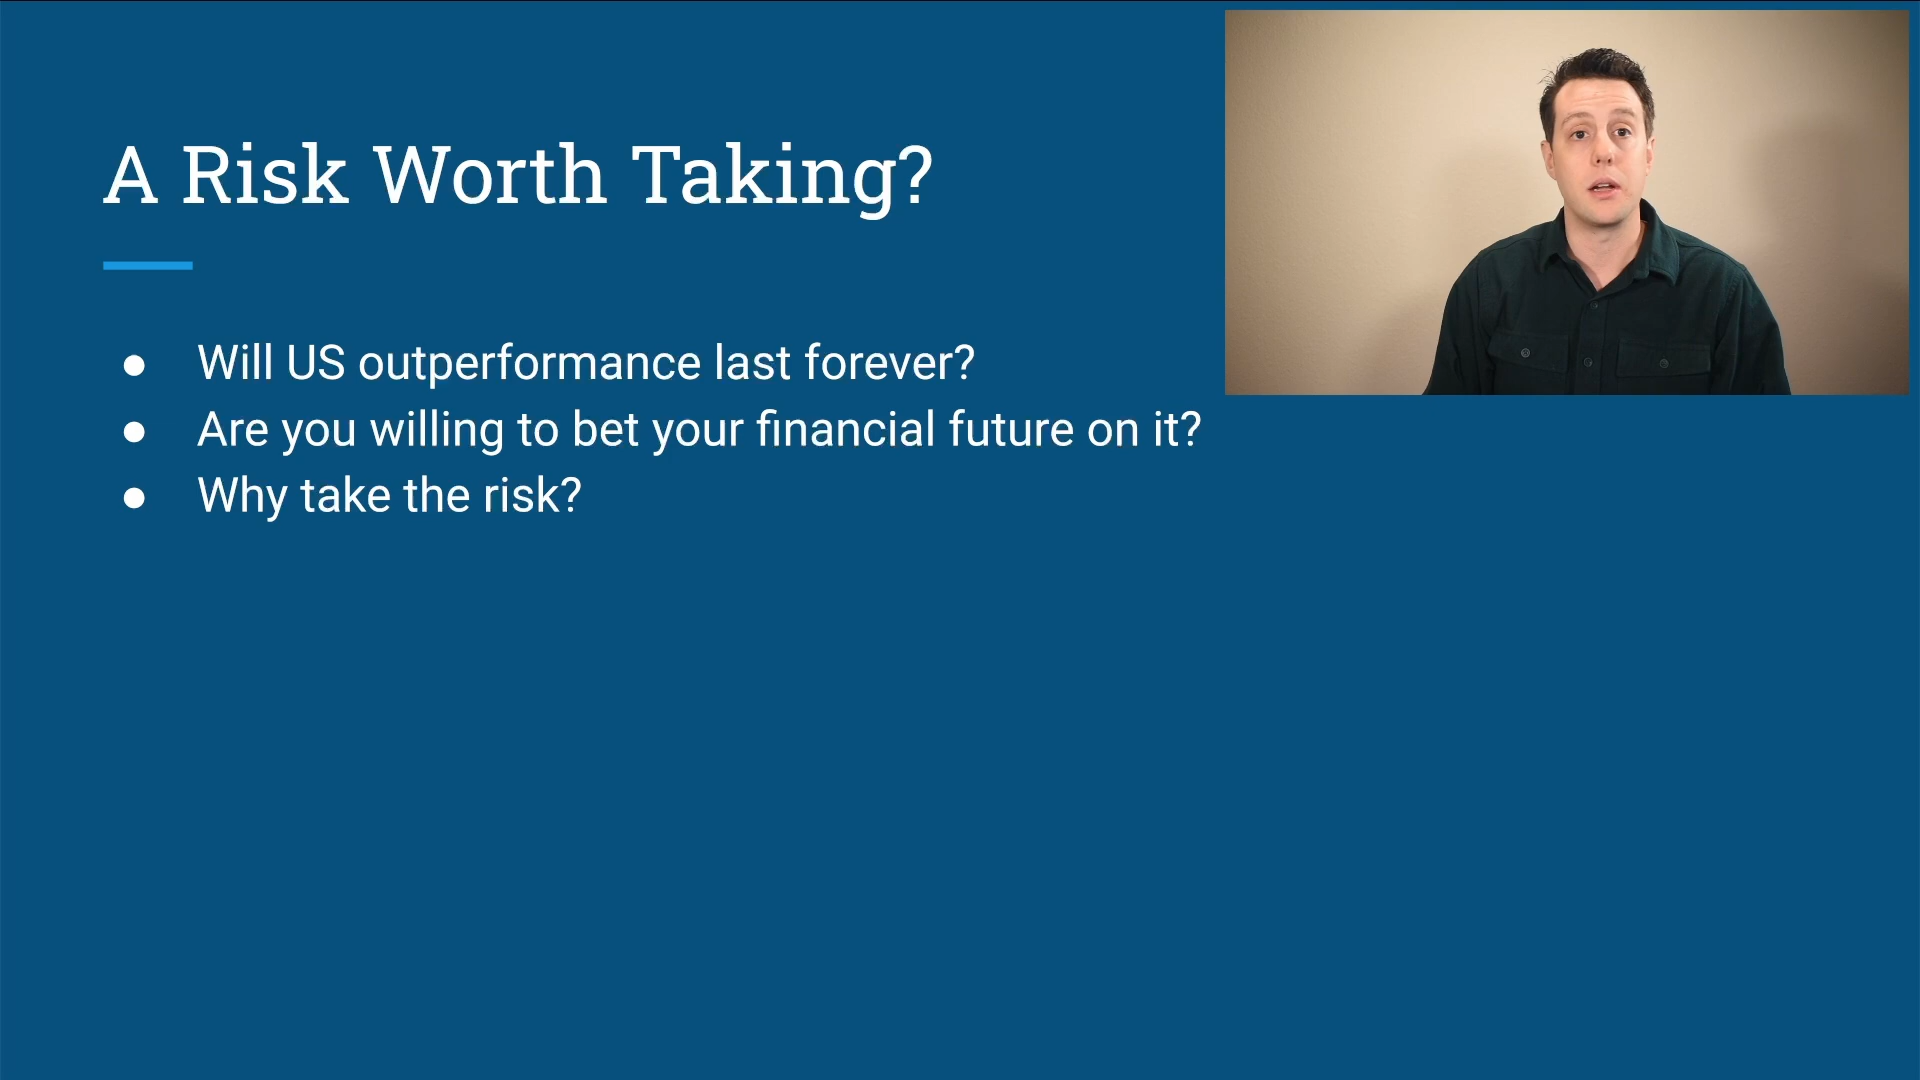 A Risk Worth Taking?
● Will US outperformance last forever?
● Are you willing to bet your financial future on it?
● Why take the risk?